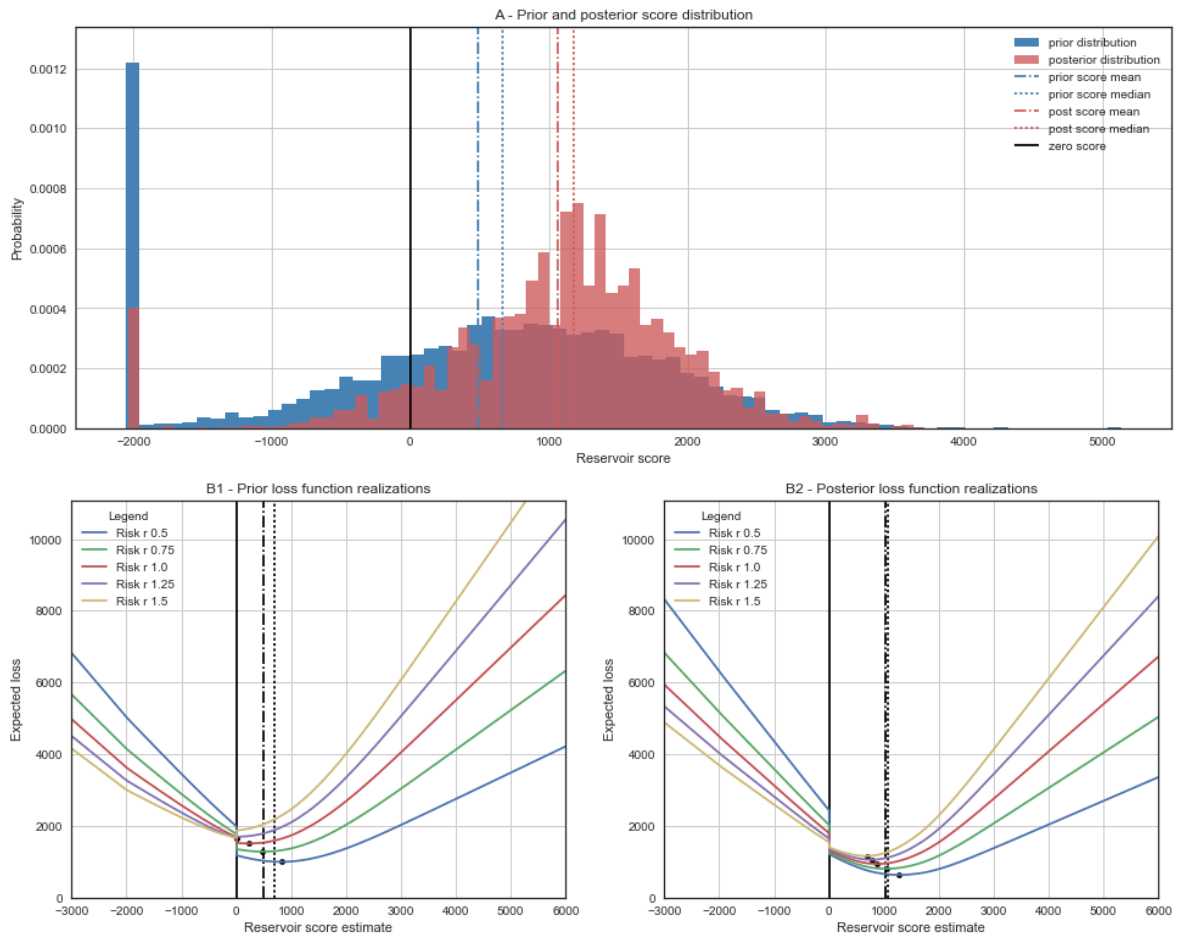 A - Prior and posterior score distribution
prior distribution
posterior distribution
prior score mean
prior score median
post score mean
post score median
zero score
Probability
0.0012
0.0010
0.0008
0.0006
0.0004
0.0002
0.0000
−2000 −1000 0 1000 2000 3000 4000 5000
Reservoir score
B1 - Prior loss function realizations
Legend
Risk r 0.5
Risk r 0.75
Risk r 1.0
Risk r 1.25
Risk r 1.5
Expected loss
10000
8000
6000
4000
2000
0
−3000 −2000 −1000 0 1000 2000 3000 4000 5000 6000
Reservoir score estimate
B2 - Posterior loss function realizations
Legend
Risk r 0.5
Risk r 0.75
Risk r 1.0
Risk r 1.25
Risk r 1.5
Expected loss
10000
8000
6000
4000
2000
0
−3000 −2000 −1000 0 1000 2000 3000 4000 5000 6000
Reservoir score estimate